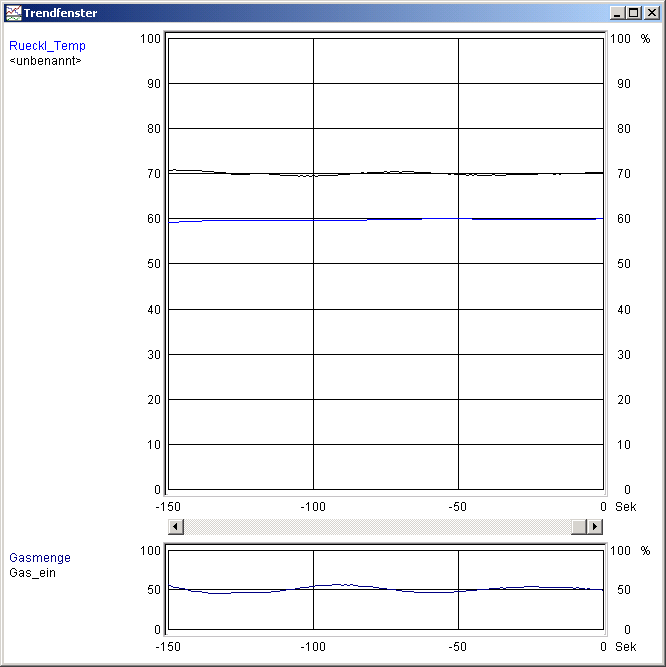 Trendfenster
Rueckl_Temp
<unbenannt>
100 100 %
90 90
80 80
70 70
60 60
50 50
40 40
30 30
20 20
10 10
0 0
-150 -100 -50 0 Sek
Gasmenge
Gas_ein
100 100 %
50 50
0 0
-150 -100 -50 0 Sek